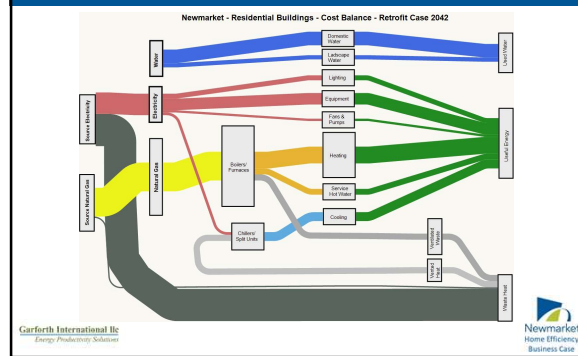 Newmarket - Residential Buildings - Cost Balance - Retrofit Case 2042
Water
Domestic
Water
Ladscape
Water
Used Water
Source Electricity
Electricity
Lighting
Equipment
Fans &
Pumps
Useful Energy
Source Natural Gas
Natural Gas
Boilers/
Furnaces
Heating
Service
Hot Water
Chillers/
Split Units
Cooling
Ventilated
Waste
Vented
Heat
Waste Heat
Garforth International llc
Energy Productivity Solutions
Newmarket
Home Efficiency
Business Case